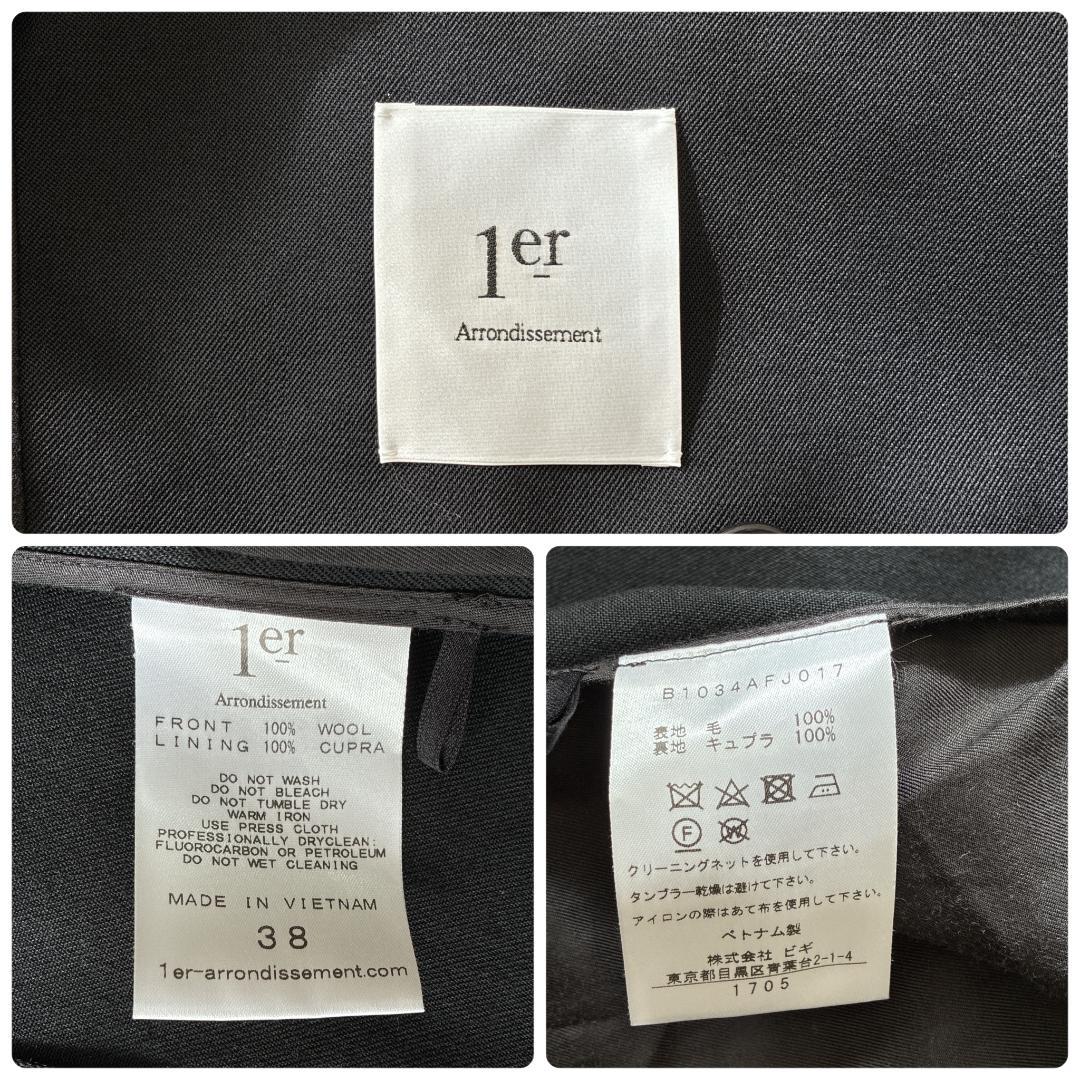 1er
Arrondissement
1er
Arrondissement
FRONT 100% WOOL
LINING 100% CUPRA
DO NOT WASH
DO NOT BLEACH
DO NOT TUMBLE DRY
WARM IRON
USE PRESS CLOTH
PROFESSIONALLY DRYCLEAN:
FLUOROCARBON OR PETROLEUM
DO NOT WET CLEANING
MADE IN VIETNAM
38
1er-arrondissement.com
B1034AFJ017
表地 毛 100%
裏地 キュプラ 100%
F W
クリーニングネットを使用して下さい。
タンブラー乾燥は避けて下さい。
アイロンの際はあて布を使用して下さい。
ベトナム製
株式会社 ビギ
東京都目黒区青葉台2-1-4
1705